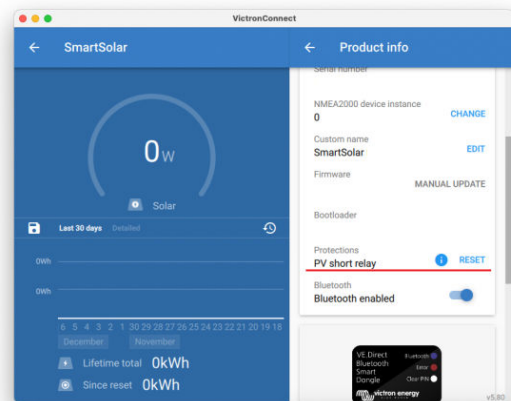 VictronConnect
SmartSolar
0W
Solar
Last 30 days Detailed
0Wh
0Wh
6 5 4 3 2 1 30 29 28 27 26 25 24 23 22 21 20 19 18
December November
Lifetime total 0kWh
Since reset 0kWh
Product info
Serial number
NMEA2000 device instance
0
CHANGE
Custom name
SmartSolar
EDIT
Firmware
MANUAL UPDATE
Bootloader
Protections
PV short relay
RESET
Bluetooth
Bluetooth enabled
VE.Direct
Bluetooth
Smart
Dongle
Bluetooth
Error
Clear PIN
victron energy
v5.80